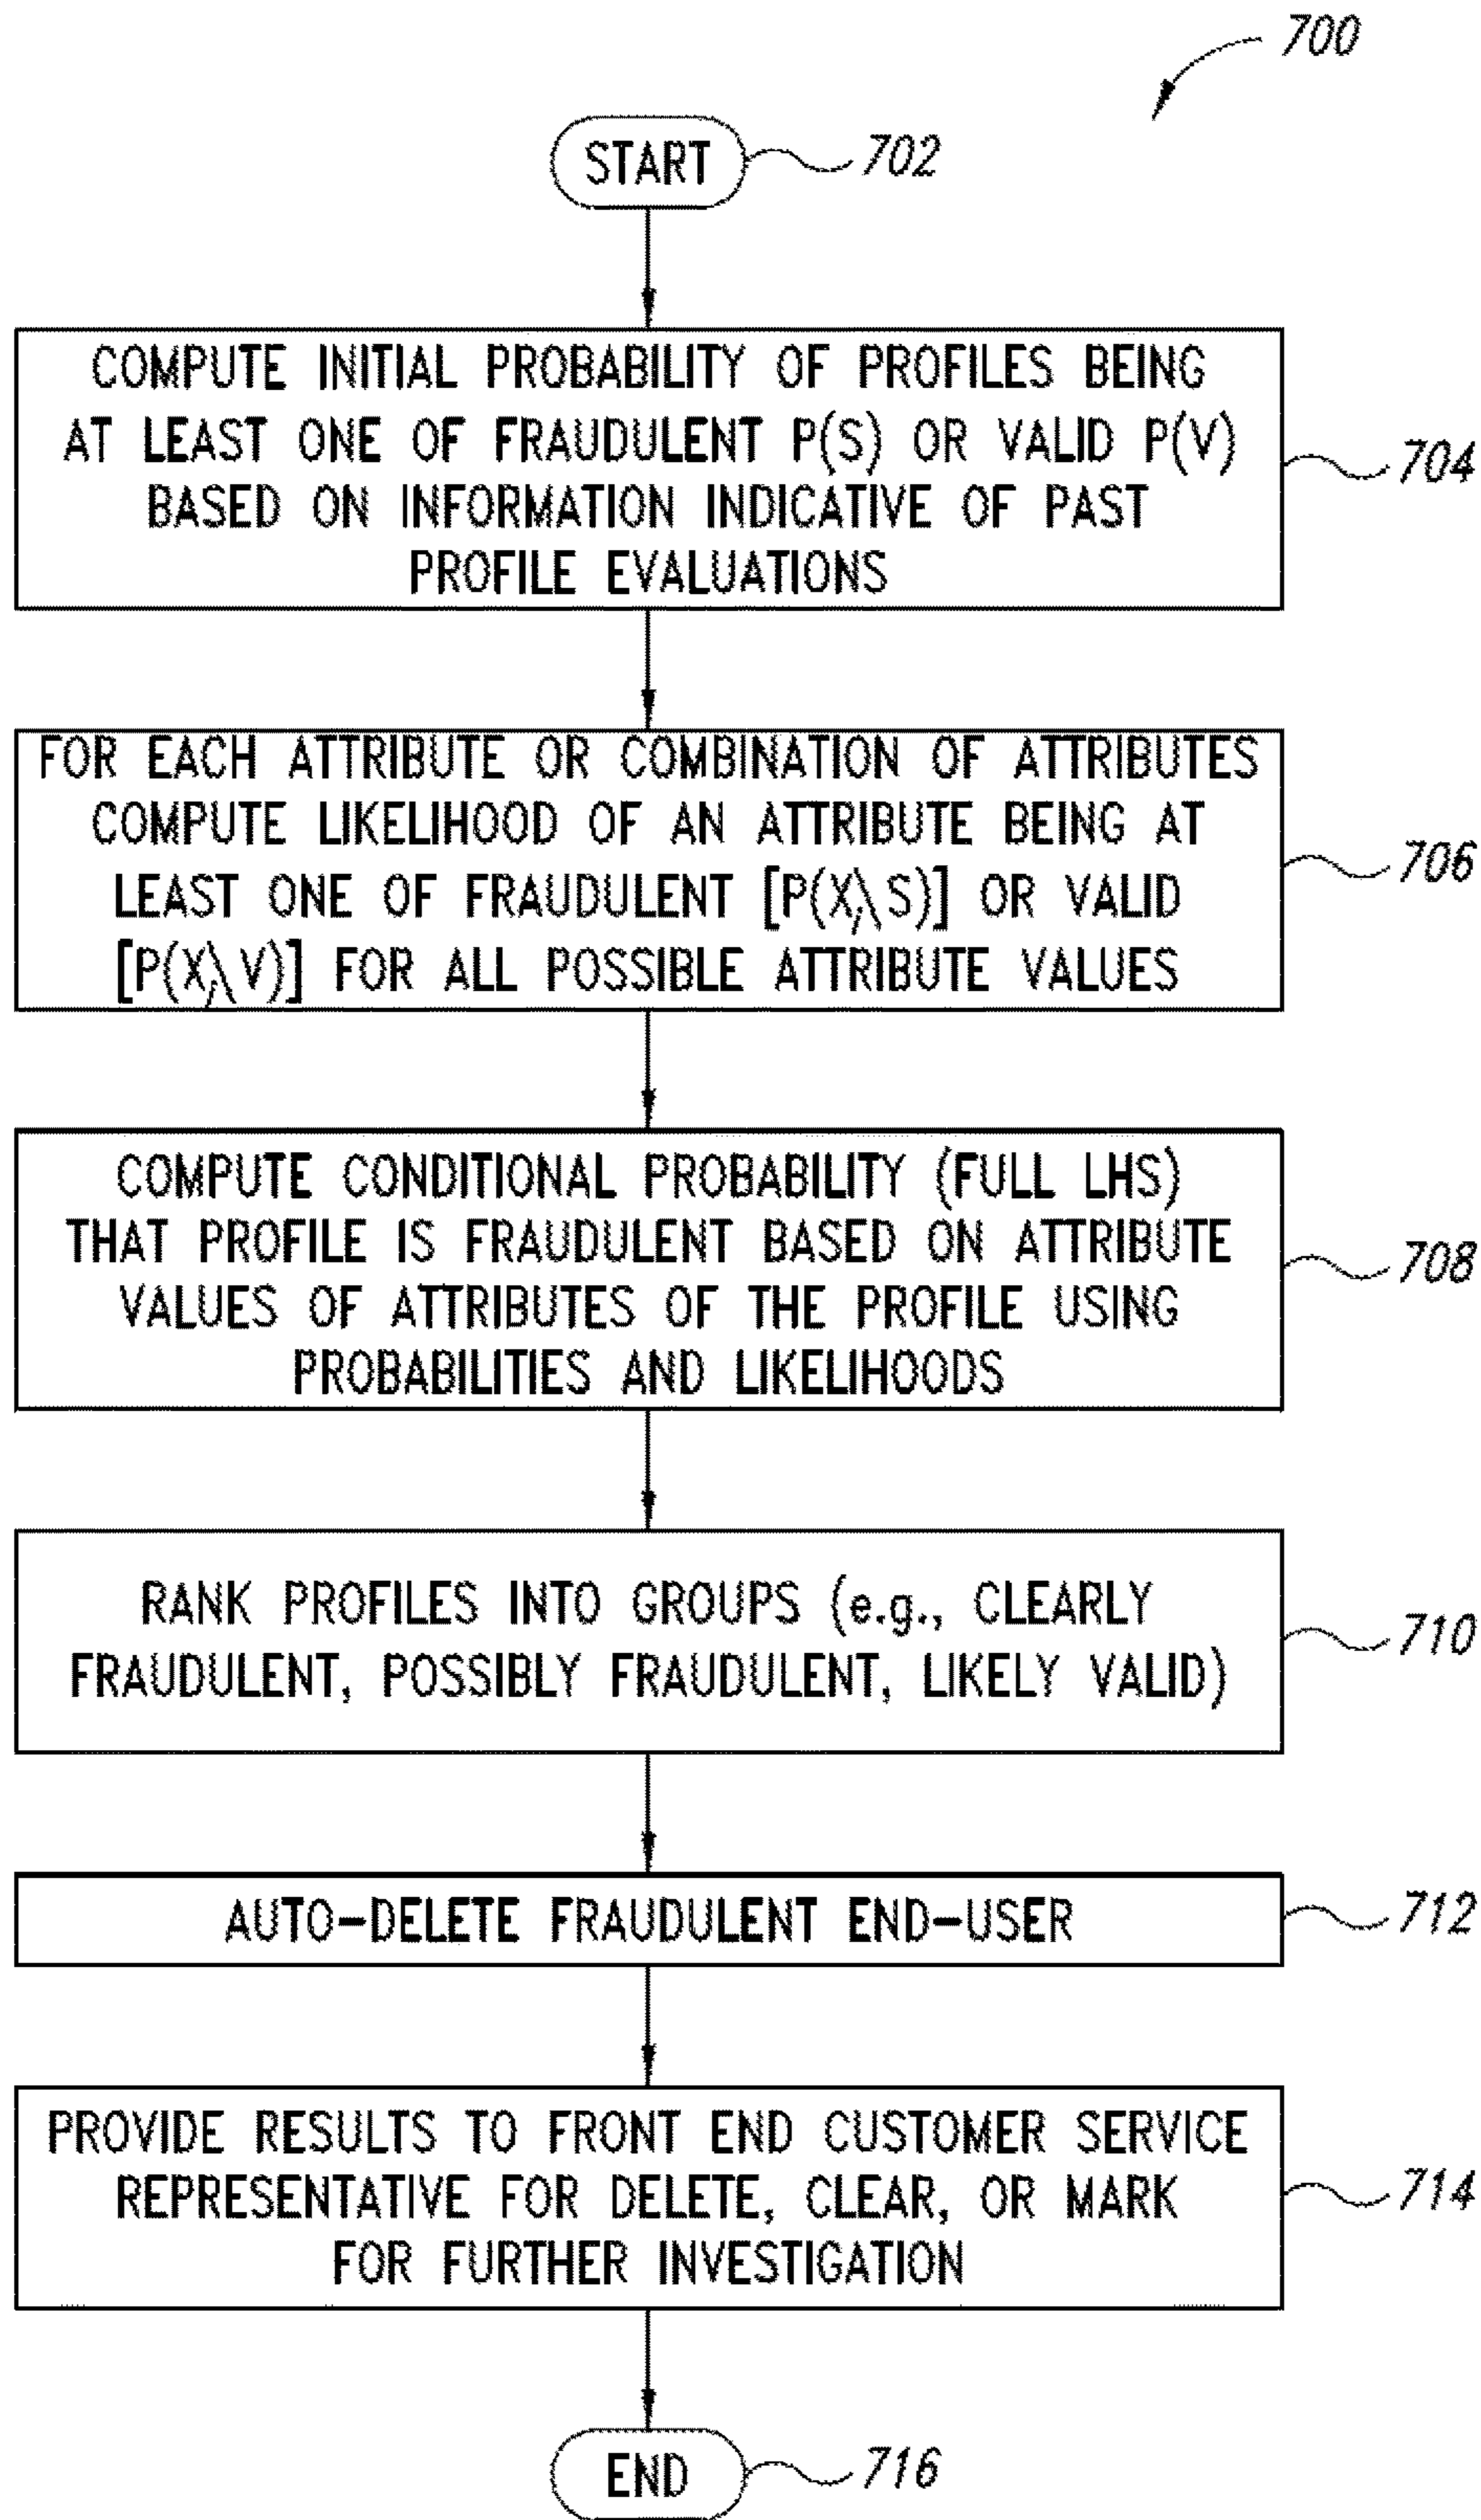 700
START
702
COMPUTE INITIAL PROBABILITY OF PROFILES BEING
AT LEAST ONE OF FRAUDULENT P(S) OR VALID P(V)
BASED ON INFORMATION INDICATIVE OF PAST
PROFILE EVALUATIONS
704
FOR EACH ATTRIBUTE OR COMBINATION OF ATTRIBUTES
COMPUTE LIKELIHOOD OF AN ATTRIBUTE BEING AT
LEAST ONE OF FRAUDULENT [P(X,\S)] OR VALID
[P(X,\V)] FOR ALL POSSIBLE ATTRIBUTE VALUES
706
COMPUTE CONDITIONAL PROBABILITY (FULL LHS)
THAT PROFILE IS FRAUDULENT BASED ON ATTRIBUTE
VALUES OF ATTRIBUTES OF THE PROFILE USING
PROBABILITIES AND LIKELIHOODS
708
RANK PROFILES INTO GROUPS (e.g., CLEARLY
FRAUDULENT, POSSIBLY FRAUDULENT, LIKELY VALID)
710
AUTO-DELETE FRAUDULENT END-USER
712
PROVIDE RESULTS TO FRONT END CUSTOMER SERVICE
REPRESENTATIVE FOR DELETE, CLEAR, OR MARK
FOR FURTHER INVESTIGATION
714
END
716